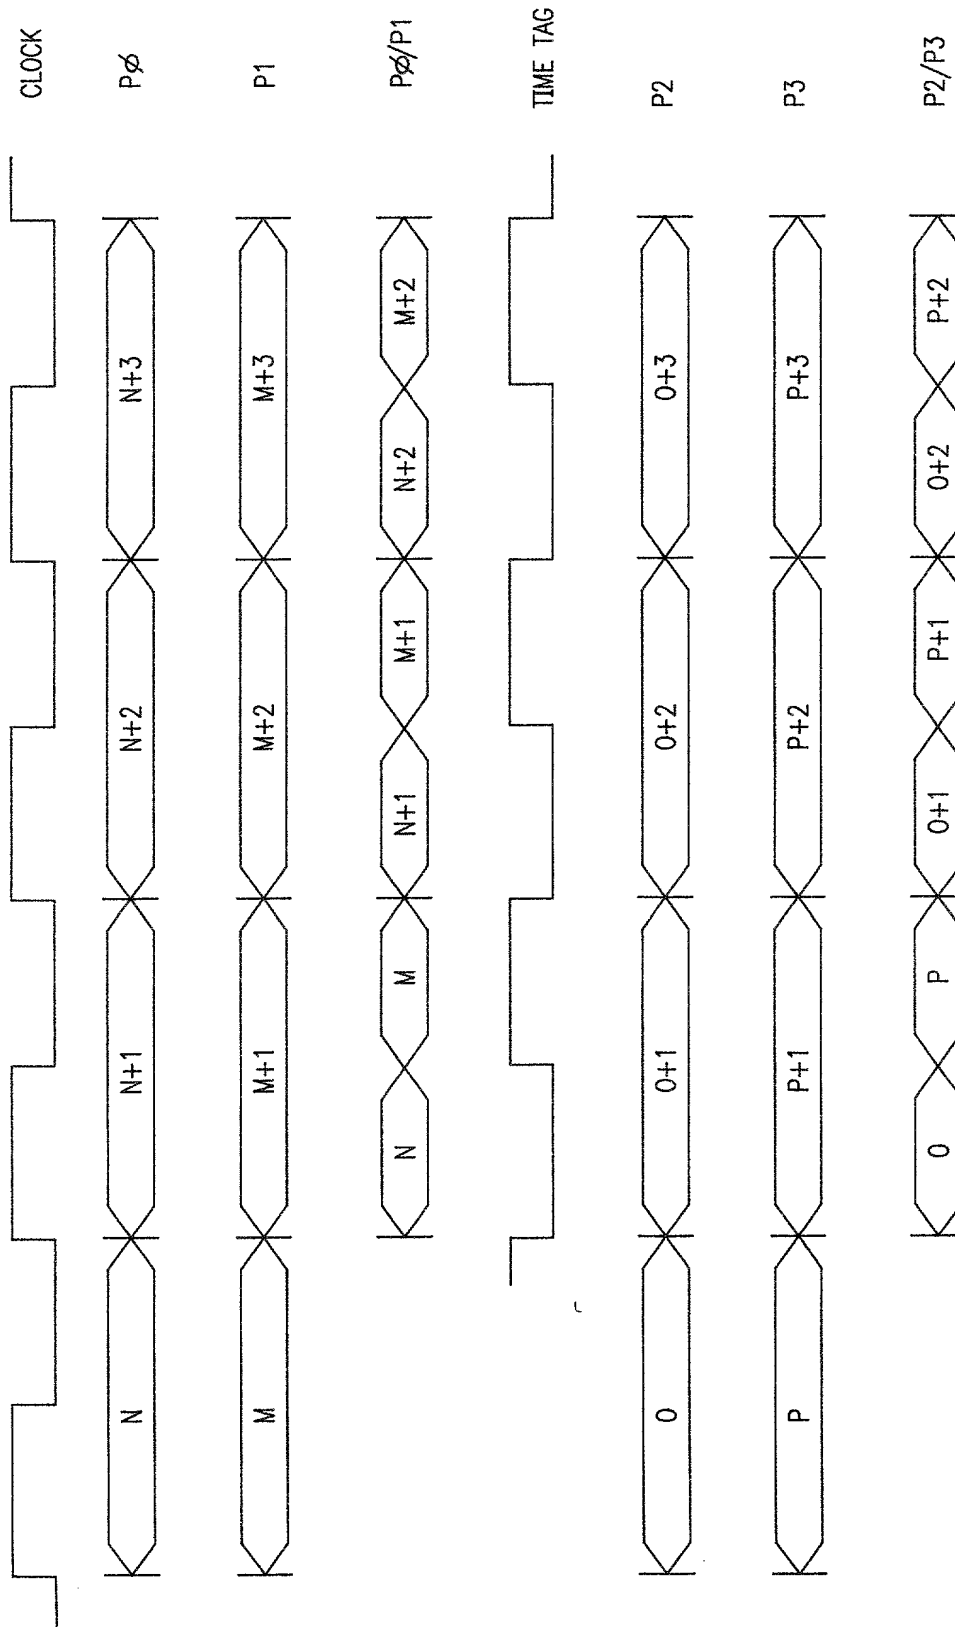 CLOCK
N N+1 N+2 N+3 PØ
M M+1 M+2 M+3 P1
N M N+1 M+1 N+2 M+2 PØ/P1
TIME TAG
O O+1 O+2 O+3 P2
P P+1 P+2 P+3 P3
O P O+1 P+1 O+2 P+2 P2/P3